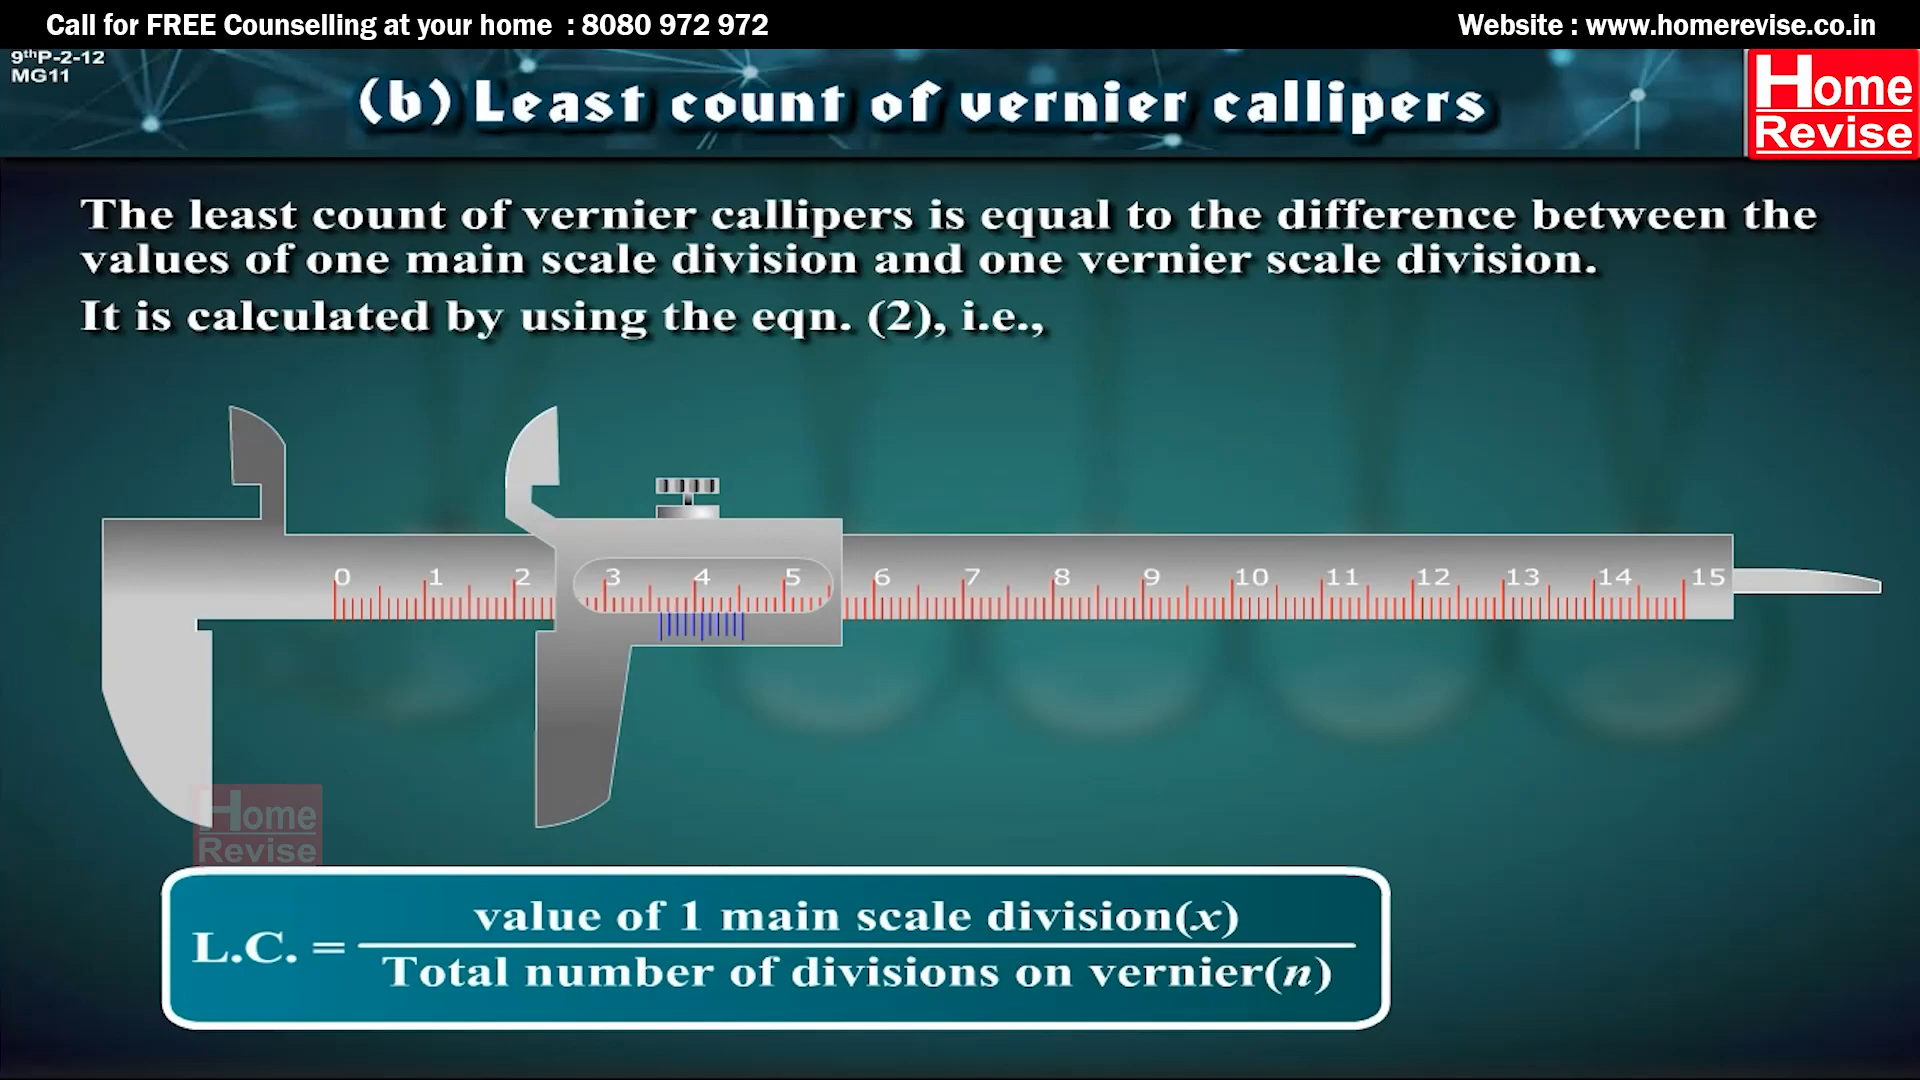 Call for FREE Counselling at your home : 8080 972 972
Website : www.homerevise.co.in
9thP-2-12
MG11
(b) Least count of vernier callipers
Home
Revise
The least count of vernier callipers is equal to the difference between the
values of one main scale division and one vernier scale division.
It is calculated by using the eqn. (2), i.e.,
0 1 2 3 4 5 6 7 8 9 10 11 12 13 14 15
Home
Revise
value of 1 main scale division(x)
L.C. =
Total number of divisions on vernier(n)